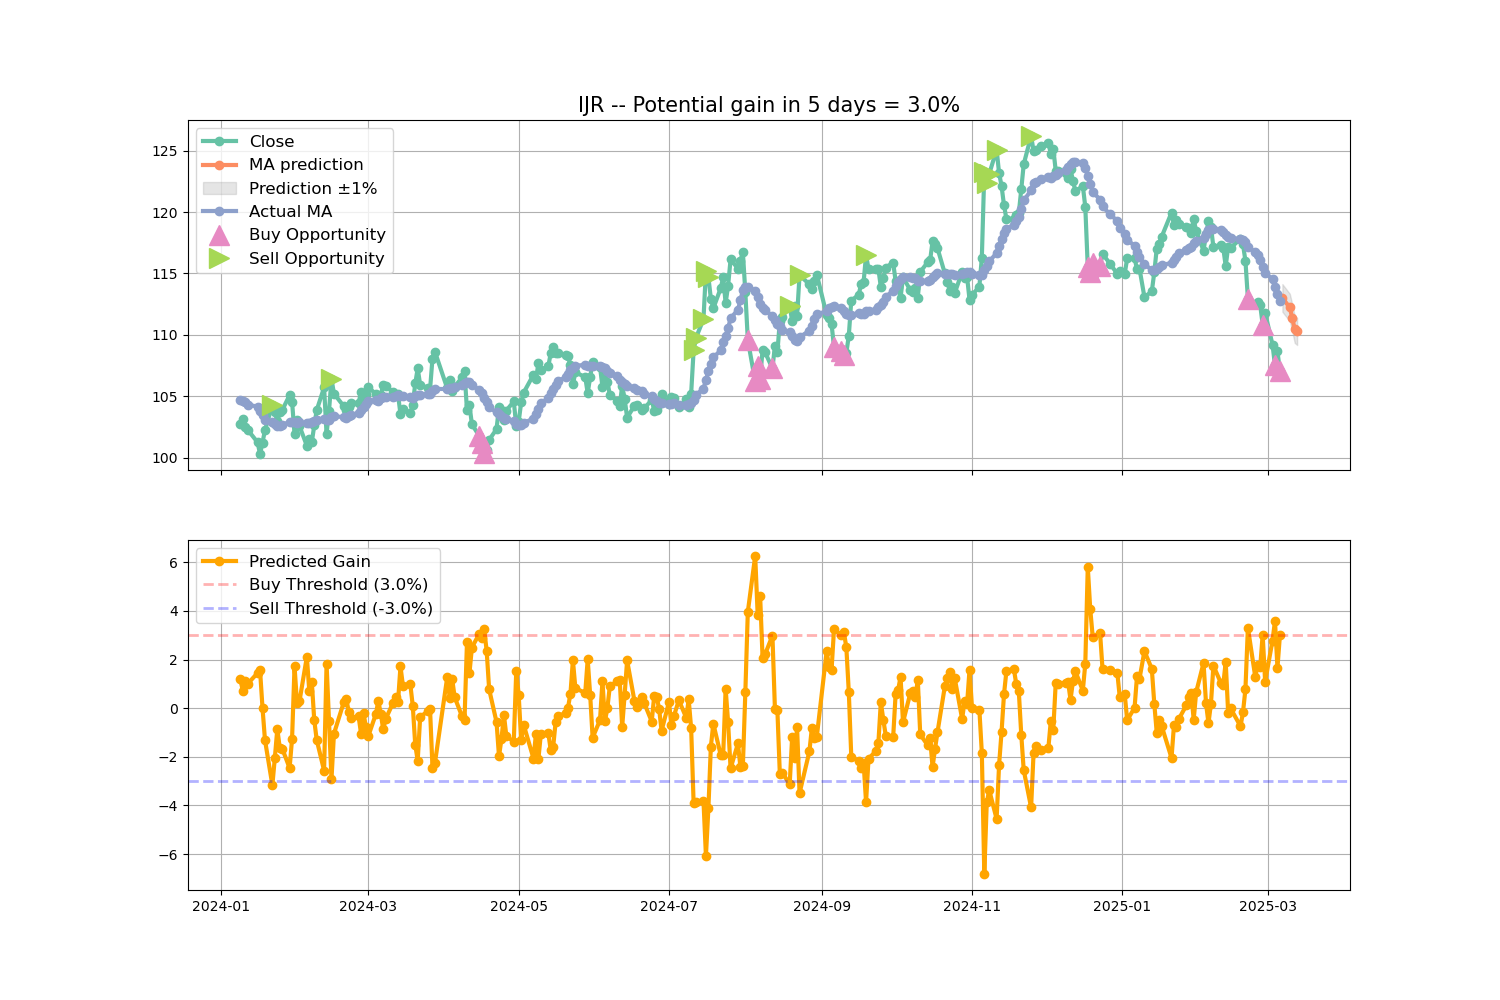 IJR -- Potential gain in 5 days = 3.0%
Close
MA prediction
Prediction ±1%
Actual MA
Buy Opportunity
Sell Opportunity
125
120
115
110
105
100
Predicted Gain
Buy Threshold (3.0%)
Sell Threshold (-3.0%)
6
4
2
0
−2
−4
−6
2024-01 2024-03 2024-05 2024-07 2024-09 2024-11 2025-01 2025-03